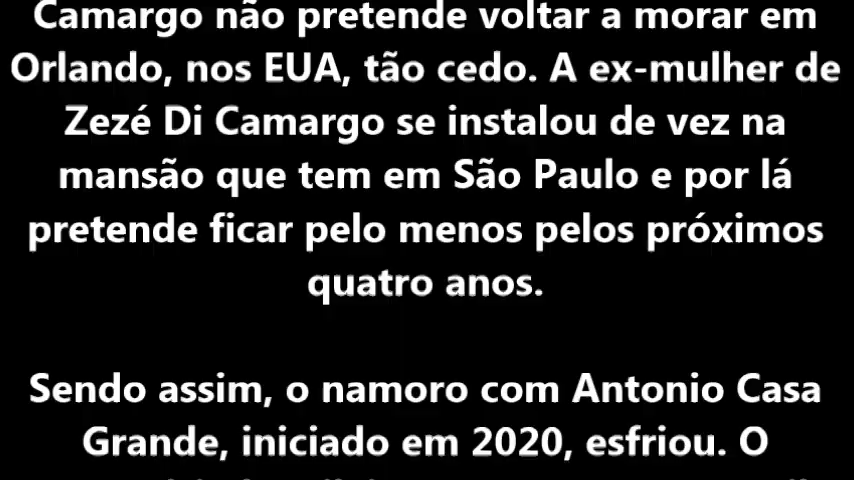 Camargo não pretende voltar a morar em
Orlando, nos EUA, tão cedo. A ex-mulher de
Zezé Di Camargo se instalou de vez na
mansão que tem em São Paulo e por lá
pretende ficar pelo menos pelos próximos
quatro anos.
Sendo assim, o namoro com Antonio Casa
Grande, iniciado em 2020, esfriou. O